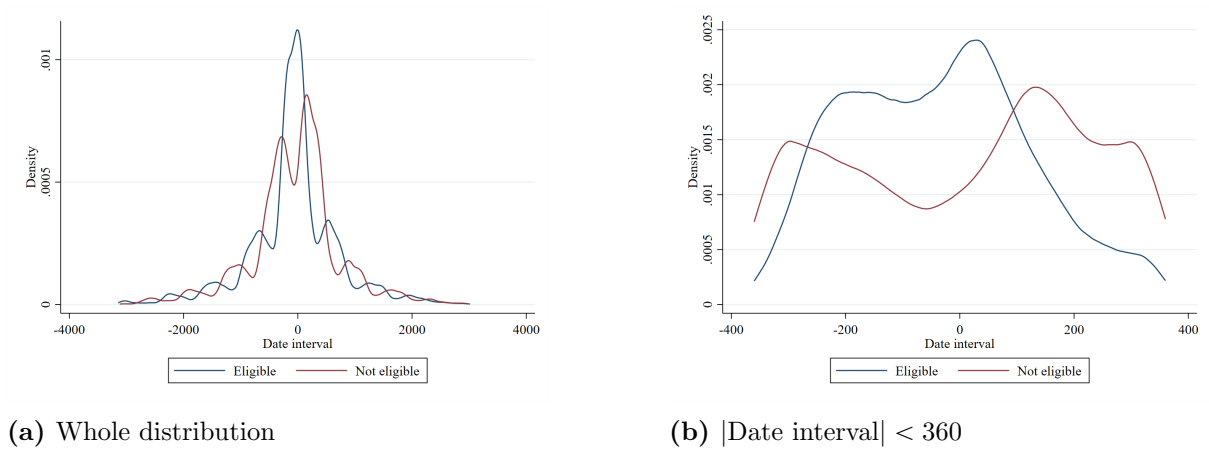 Density
.001
.0005
0
-4000
-2000
0
2000
4000
Date interval
Eligible
Not eligible
(a) Whole distribution
Density
.0025
.002
.0015
.001
.0005
0
-400
-200
0
200
400
Date interval
Eligible
Not eligible
(b) |Date interval| < 360